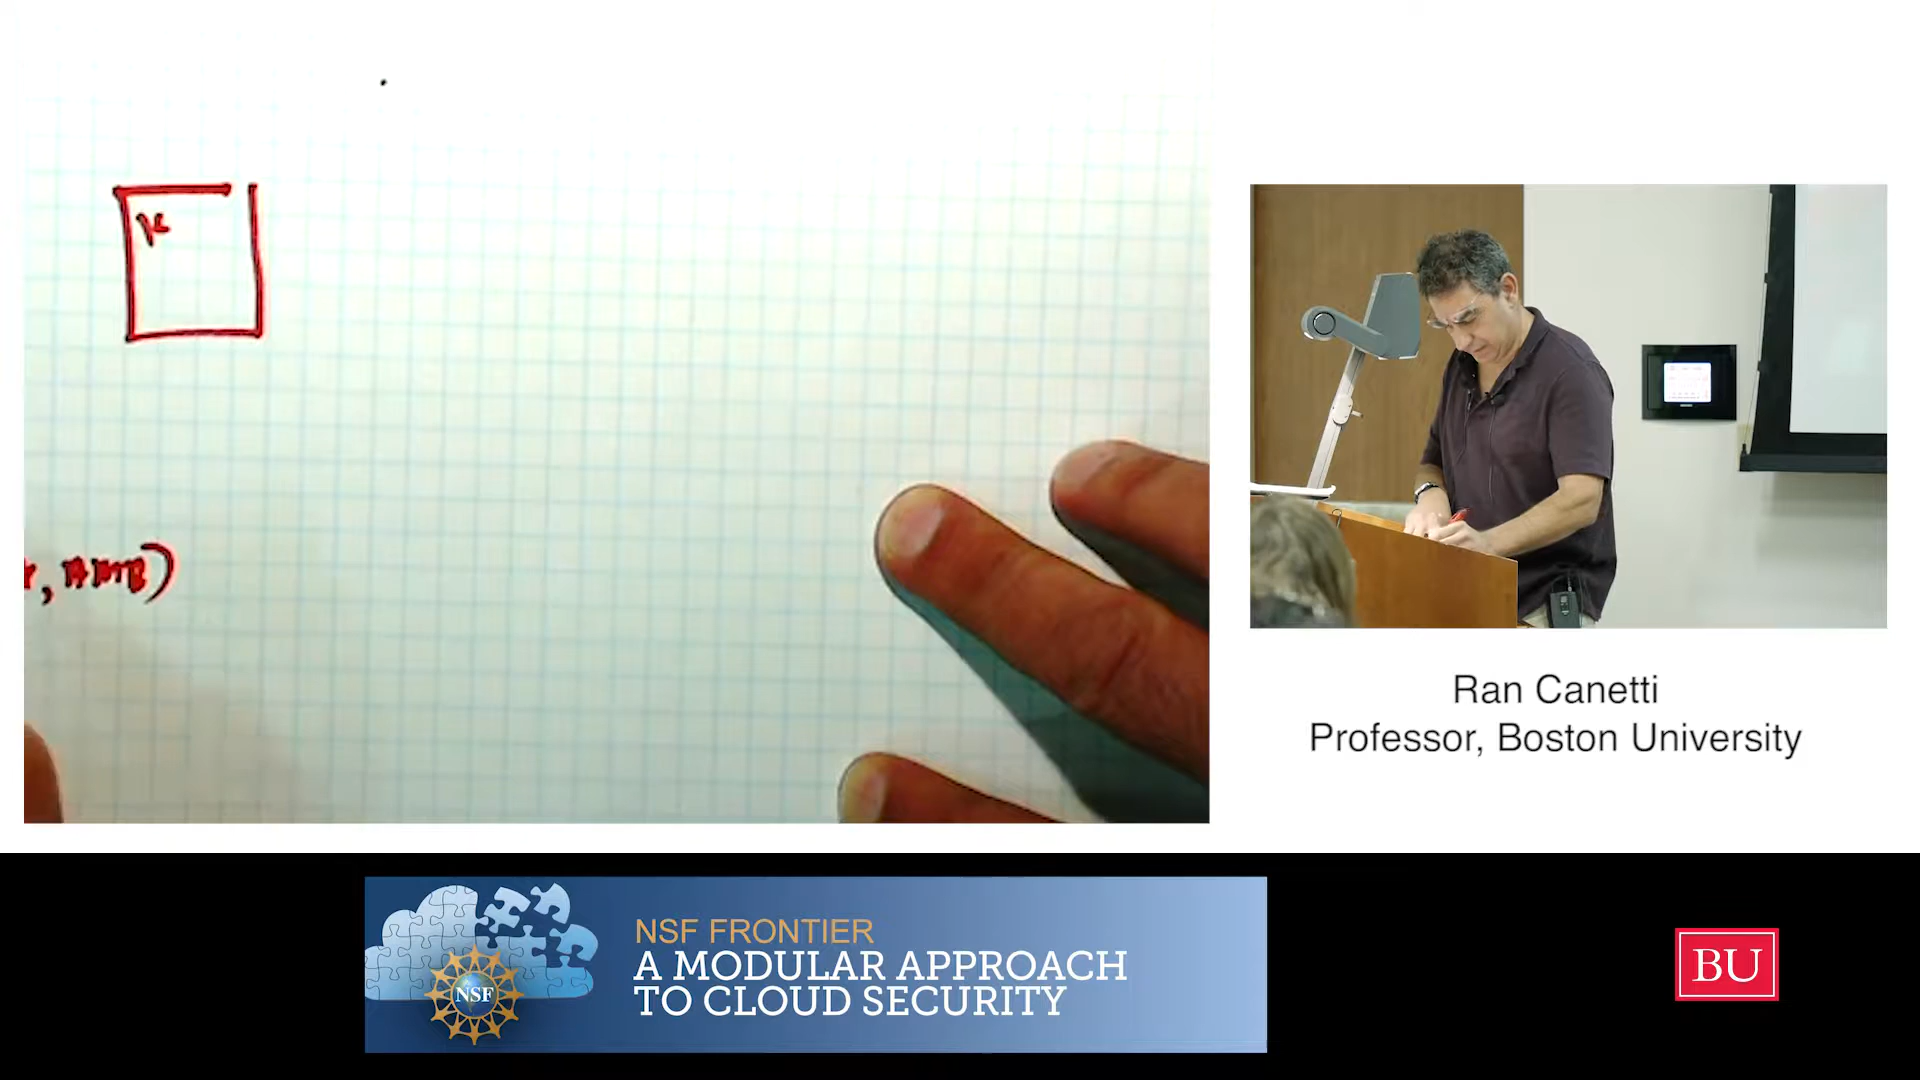 K
Ran Canetti
Professor, Boston University
NSF FRONTIER
A MODULAR APPROACH
TO CLOUD SECURITY
NSF
BU